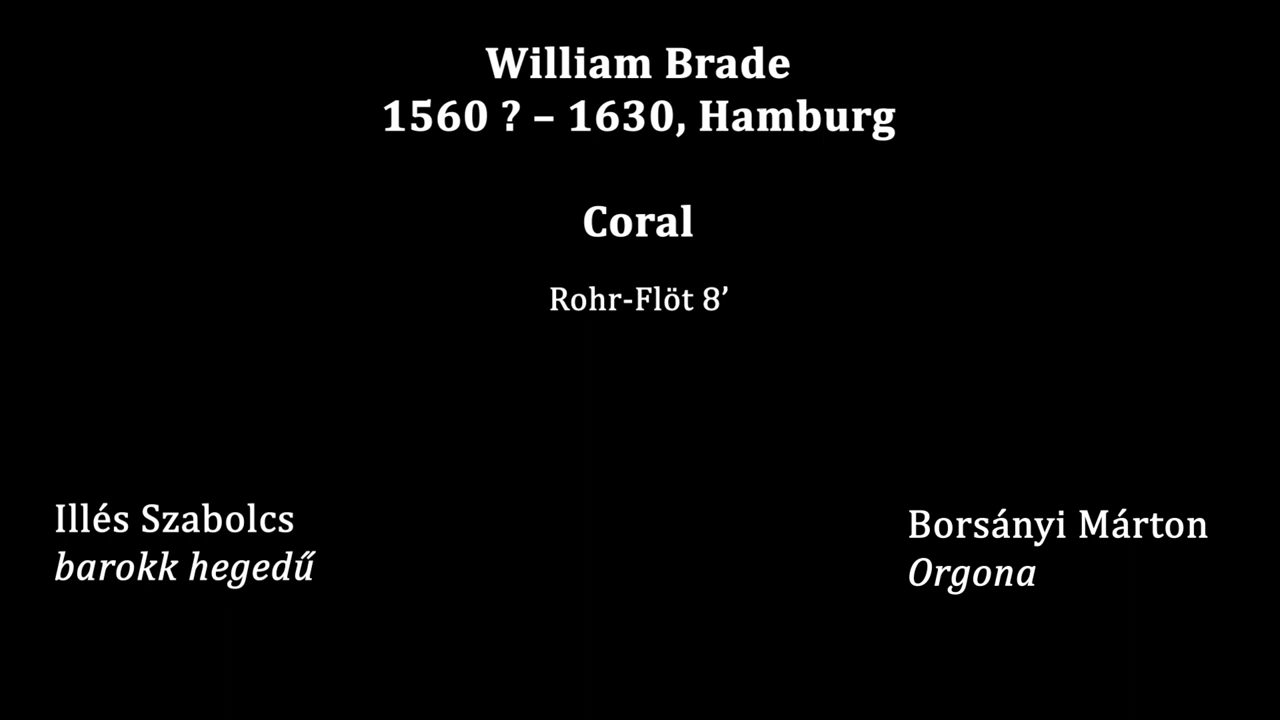 William Brade
1560 ? – 1630, Hamburg
Coral
Rohr-Flöt 8’
Illés Szabolcs
barokk hegedű
Borsányi Márton
Orgona